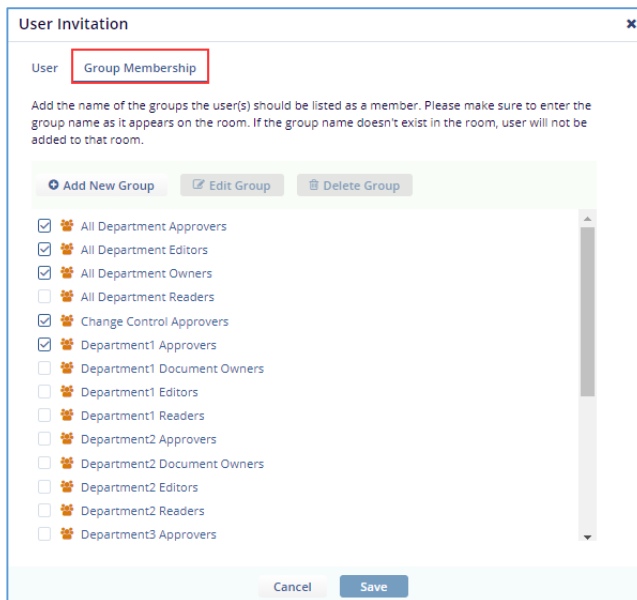 User Invitation
User Group Membership
Add the name of the groups the user(s) should be listed as a member. Please make sure to enter the
group name as it appears on the room. If the group name doesn't exist in the room, user will not be
added to that room.
Add New Group Edit Group Delete Group
All Department Approvers
All Department Editors
All Department Owners
All Department Readers
Change Control Approvers
Department1 Approvers
Department1 Document Owners
Department1 Editors
Department1 Readers
Department2 Approvers
Department2 Document Owners
Department2 Editors
Department2 Readers
Department3 Approvers
Cancel Save